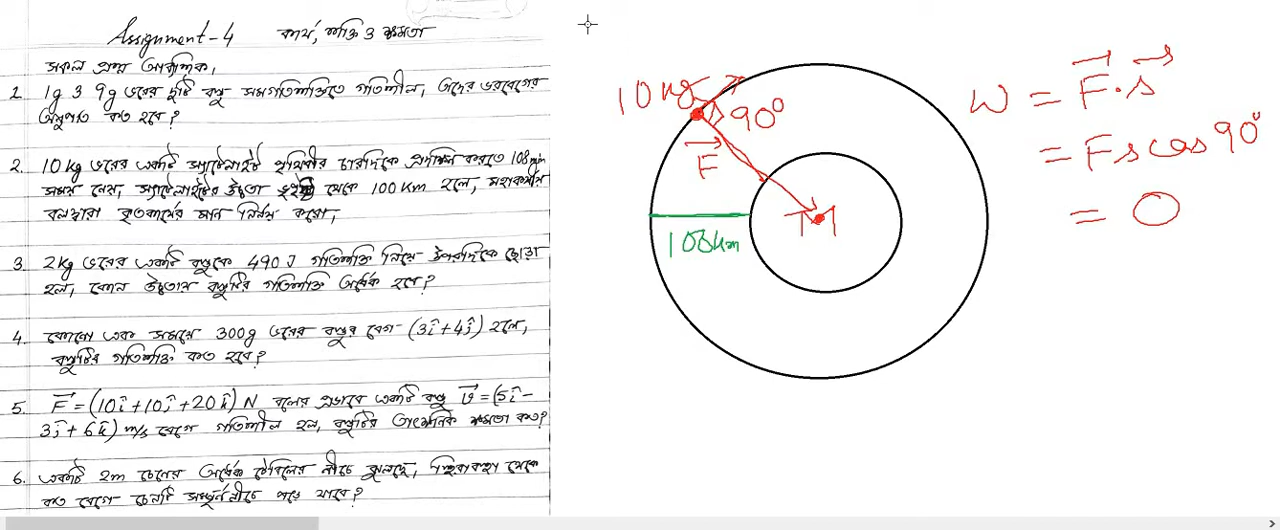 Assignment-4 কার্য, শক্তি ও ক্ষমতা
সকল প্রশ্ন আবশ্যিক।
1. 1g ও 9g ভরের দুটি বস্তু সমগতিশক্তিতে গতিশীল, তাদের ভরবেগের
অনুপাত কত হবে?
2. 10 kg ভরের একটি স্যাটেলাইট পৃথিবীর চারদিকে প্রদক্ষিণ করতে 108 min
সময় নেয়, স্যাটেলাইটের উচ্চতা থেকে 100 Km হলে, মহাকর্ষীয়
বলদ্বারা কৃতকার্যের মান নির্ণয় করো,
3. 2kg ভরের একটি বস্তুকে 490 J গতিশক্তি নিয়ে উপরদিকে ছোড়া
হল, কোন উচ্চতায় বস্তুটির গতিশক্তি অর্ধেক হবে?
4. কোনো এক সময়ে 300g ভরের বস্তুর বেগ (3î+4ĵ) হলে,
বস্তুটির গতিশক্তি কত হবে?
5. F⃗ = (10î+10ĵ+20k̂) N বলের প্রভাবে একটি বস্তু v⃗ = (5î-
3ĵ+6k̂) m/s বেগে গতিশীল হল, বস্তুটির তাৎক্ষণিক ক্ষমতা কত?
6. একটি 2m চেনের অর্ধেক টেবিলের নীচে ঝুলছে, স্থিরাবস্থা থেকে
কত বেগে চেনটি সম্পূর্ণ নীচে পড়ে যাবে?
10 kg
90°
F⃗
M
100km
W = F⃗·s⃗
= Fs cos 90°
= 0